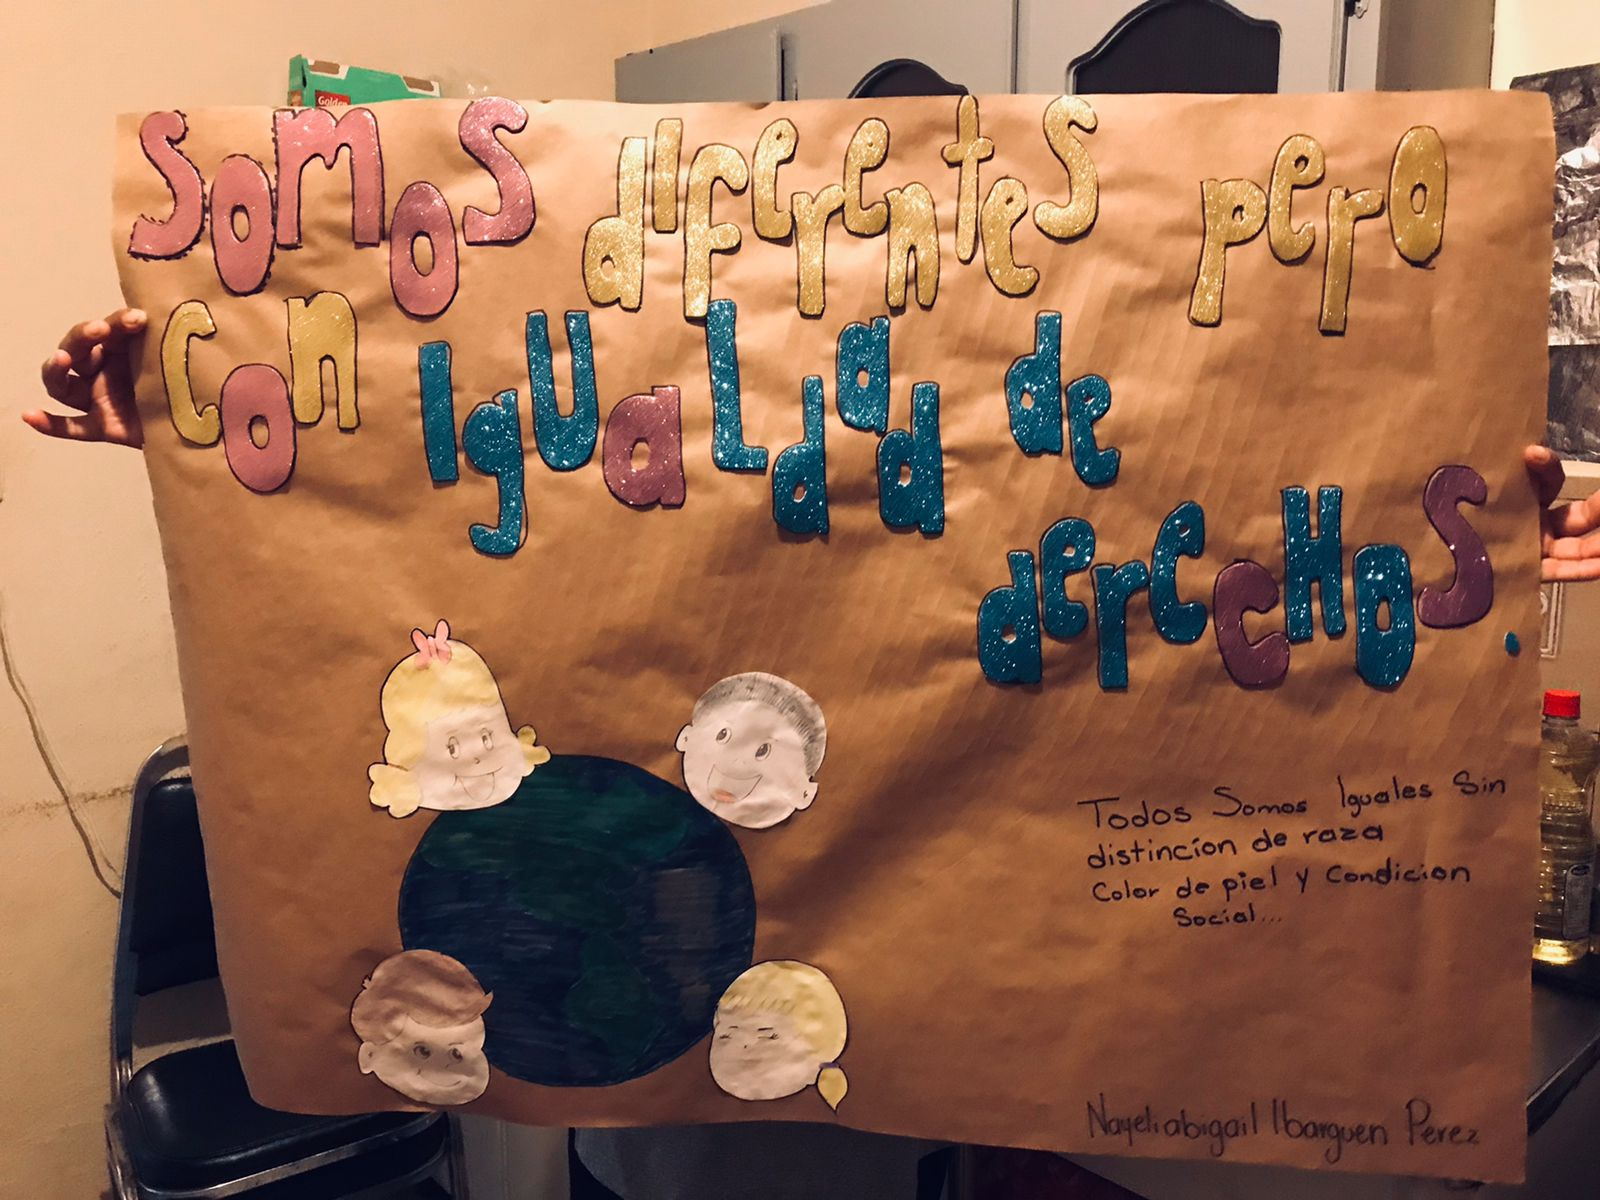 Golden
Somos diferentes pero
Con IgUaLdad de
dereCHoS.
Todos Somos Iguales Sin
distincion de raza
Color de piel y Condicion
Social...
Nayeliabigail Ibarguen Perez